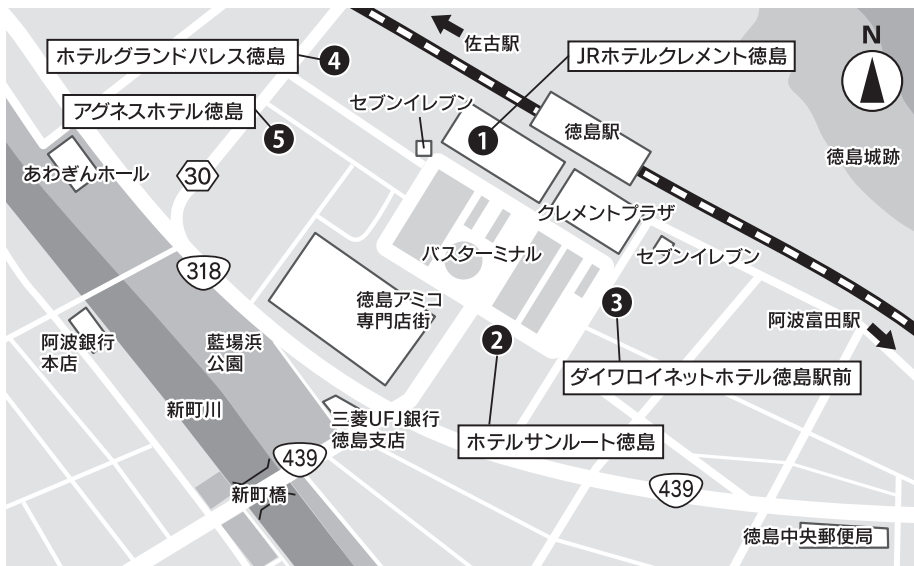 佐古駅
N
ホテルグランドパレス徳島
4
JRホテルクレメント徳島
アグネスホテル徳島
5
セブンイレブン
1
徳島駅
徳島城跡
あわぎんホール
30
クレメントプラザ
バスターミナル
セブンイレブン
318
徳島アミコ
専門店街
3
阿波富田駅
2
阿波銀行
本店
藍場浜
公園
ダイワロイネットホテル徳島駅前
新町川
三菱UFJ銀行
徳島支店
ホテルサンルート徳島
439
新町橋
439
徳島中央郵便局